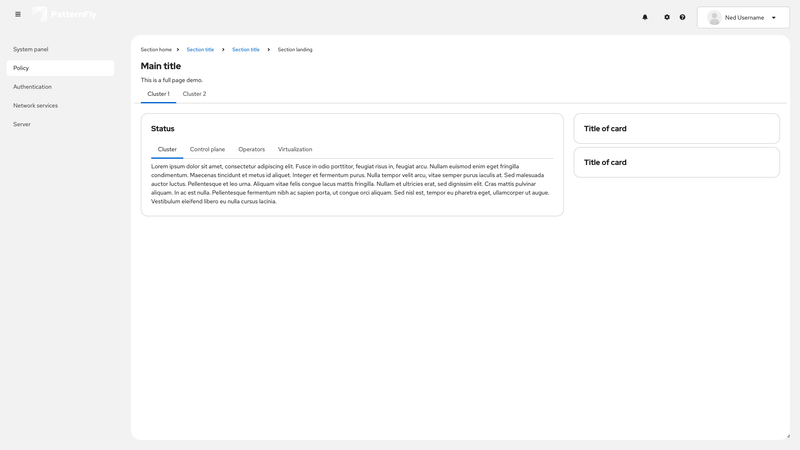 PatternFly
Ned Username
System panel
Policy
Authentication
Network services
Server
Section home
Section title
Section title
Section landing
Main title
This is a full page demo.
Cluster 1
Cluster 2
Status
Cluster
Control plane
Operators
Virtualization
Lorem ipsum dolor sit amet, consectetur adipiscing elit. Fusce in odio porttitor, feugiat risus in, feugiat arcu. Nullam euismod enim eget fringilla
condimentum. Maecenas tincidunt et metus id aliquet. Integer et fermentum purus. Nulla tempor velit arcu, vitae semper purus iaculis at. Sed malesuada
auctor luctus. Pellentesque et leo urna. Aliquam vitae felis congue lacus mattis fringilla. Nullam et ultricies erat, sed dignissim elit. Cras mattis pulvinar
aliquam. In ac est nulla. Pellentesque fermentum nibh ac sapien porta, ut congue orci aliquam. Sed nisl est, tempor eu pharetra eget, ullamcorper ut augue.
Vestibulum eleifend libero eu nulla cursus lacinia.
Title of card
Title of card